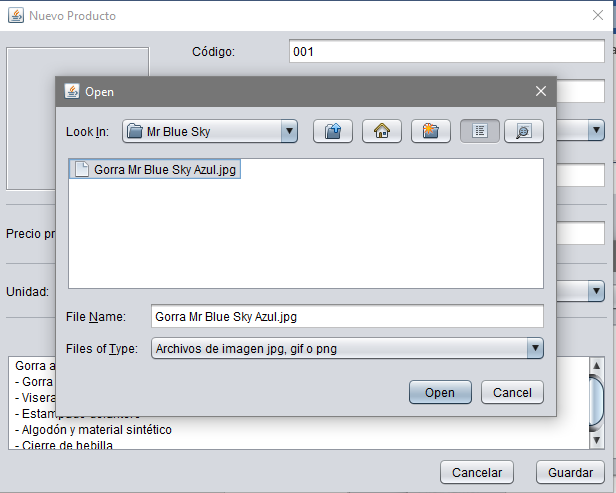 Nuevo Producto
Código:
001
Open
Look In:
Mr Blue Sky
Gorra Mr Blue Sky Azul.jpg
Precio pr
Unidad:
File Name:
Gorra Mr Blue Sky Azul.jpg
Files of Type:
Archivos de imagen jpg, gif o png
Open
Cancel
Gorra a
- Gorra
- Visera
- Estampado delantero
- Algodón y material sintético
- Cierre de hebilla
Cancelar
Guardar